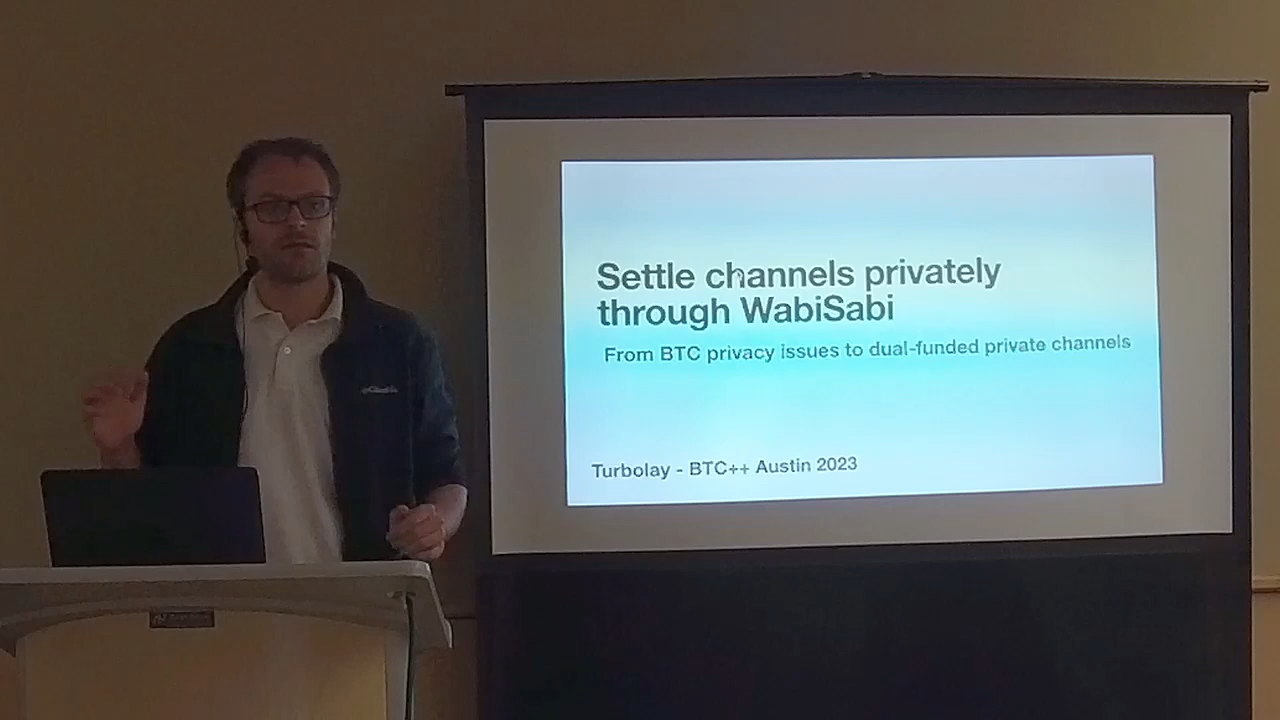 Settle channels privately
through WabiSabi
From BTC privacy issues to dual-funded private channels
Turbolay - BTC++ Austin 2023